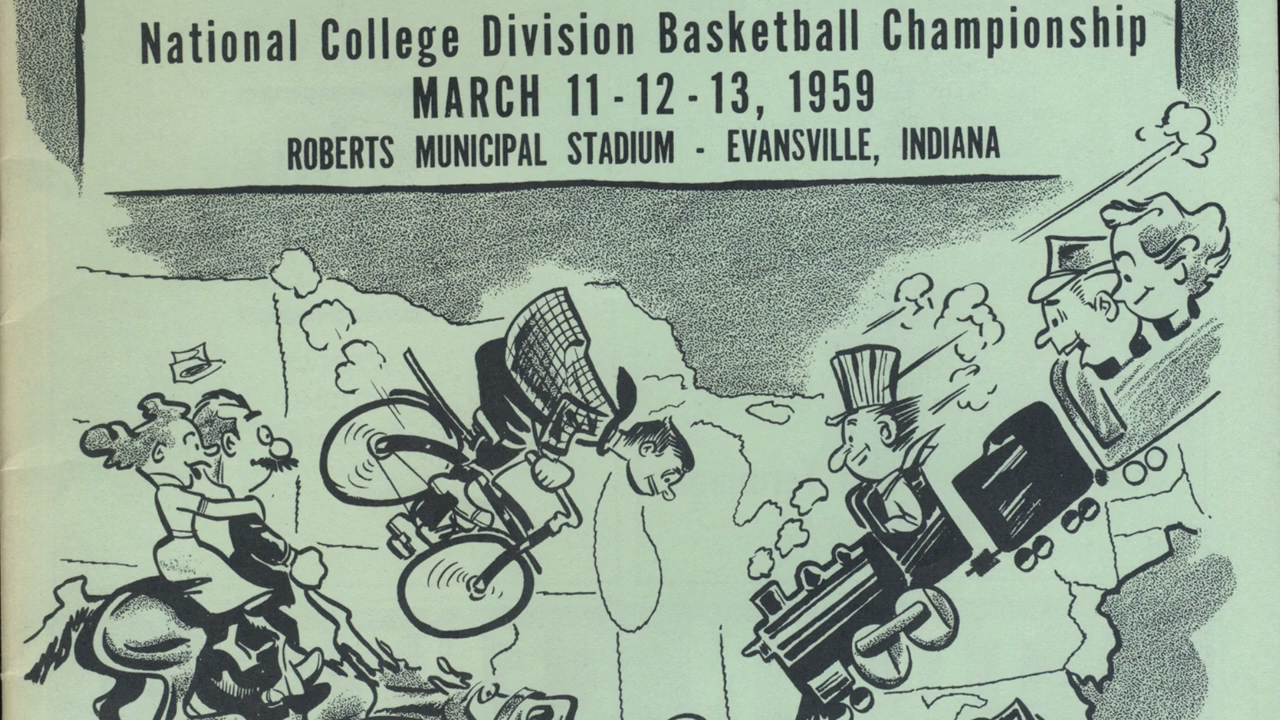 National College Division Basketball Championship
MARCH 11-12-13, 1959
ROBERTS MUNICIPAL STADIUM - EVANSVILLE, INDIANA